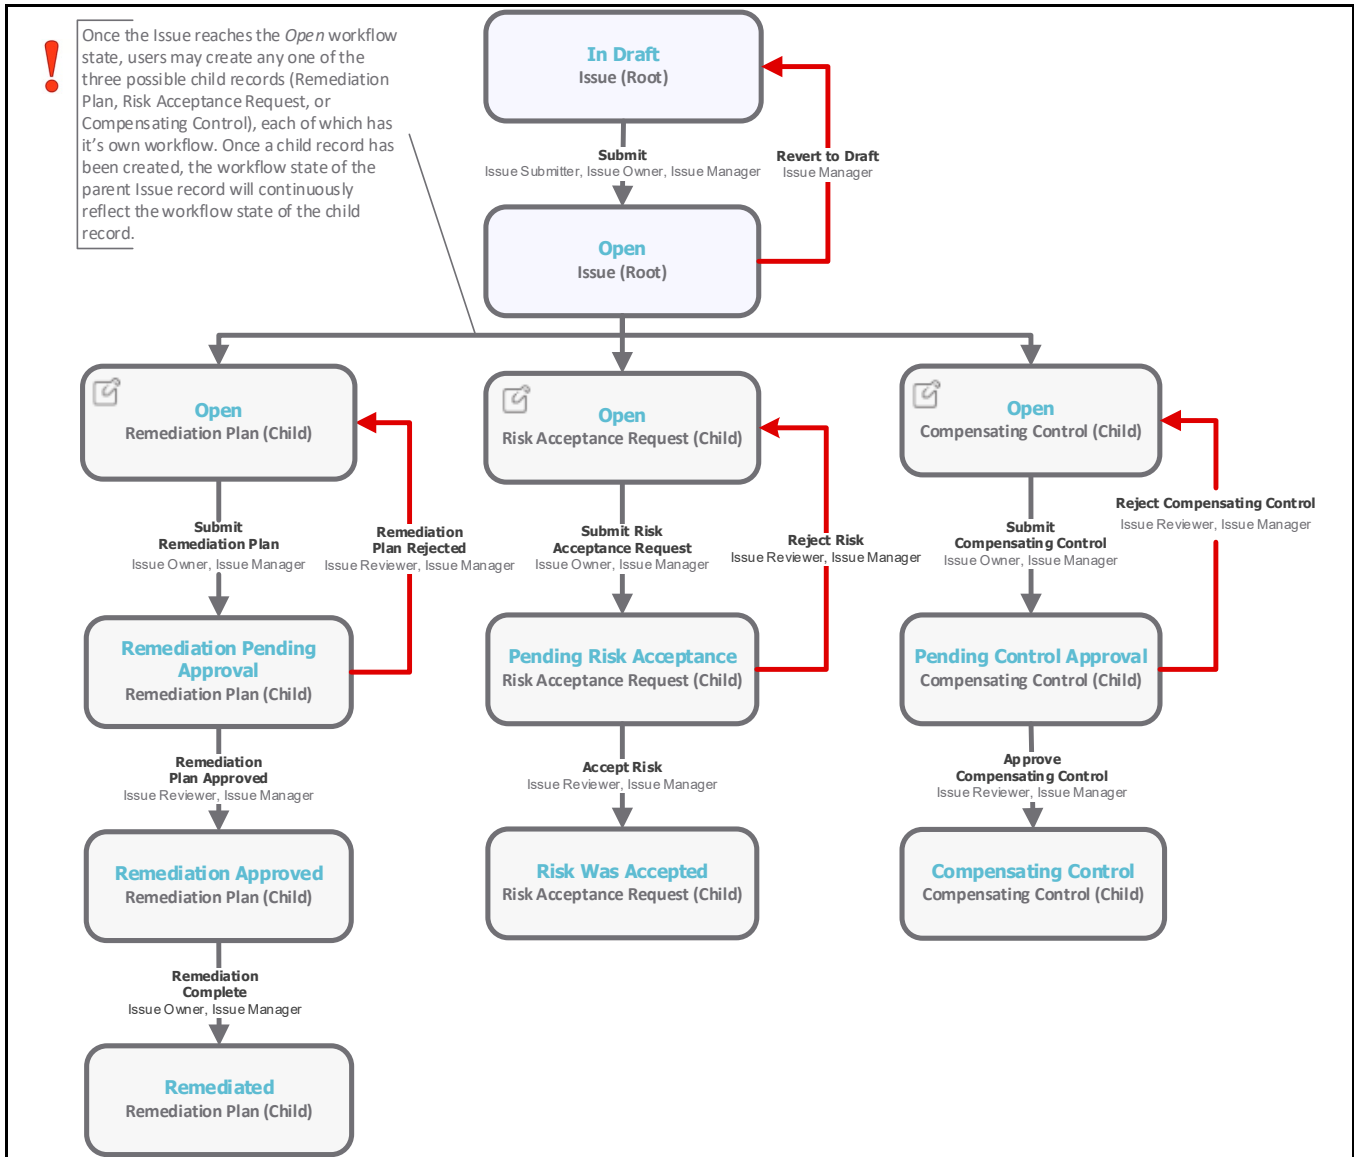 Once the Issue reaches the Open workflow
state, users may create any one of the
three possible child records (Remediation
Plan, Risk Acceptance Request, or
Compensating Control), each of which has
it's own workflow. Once a child record has
been created, the workflow state of the
parent Issue record will continuously
reflect the workflow state of the child
record.
In Draft
Issue (Root)
Submit
Issue Submitter, Issue Owner, Issue Manager
Revert to Draft
Issue Manager
Open
Issue (Root)
Open
Remediation Plan (Child)
Open
Risk Acceptance Request (Child)
Open
Compensating Control (Child)
Submit
Remediation Plan
Issue Owner, Issue Manager
Remediation
Plan Rejected
Issue Reviewer, Issue Manager
Submit Risk
Acceptance Request
Issue Owner, Issue Manager
Reject Risk
Issue Reviewer, Issue Manager
Submit
Compensating Control
Issue Owner, Issue Manager
Reject Compensating Control
Issue Reviewer, Issue Manager
Remediation Pending
Approval
Remediation Plan (Child)
Pending Risk Acceptance
Risk Acceptance Request (Child)
Pending Control Approval
Compensating Control (Child)
Remediation
Plan Approved
Issue Reviewer, Issue Manager
Accept Risk
Issue Reviewer, Issue Manager
Approve
Compensating Control
Issue Reviewer, Issue Manager
Remediation Approved
Remediation Plan (Child)
Risk Was Accepted
Risk Acceptance Request (Child)
Compensating Control
Compensating Control (Child)
Remediation
Complete
Issue Owner, Issue Manager
Remediated
Remediation Plan (Child)